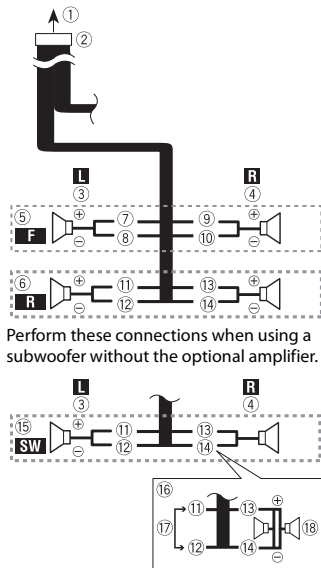 ①
②
L R
③ ④
⑤ ⊕ ⑦ ⑨ ⊕
F ⊖ ⑧ ⑩ ⊖
⑥ ⊕ ⑪ ⑬ ⊕
R ⊖ ⑫ ⑭ ⊖
Perform these connections when using a
subwoofer without the optional amplifier.
L R
③ ④
⑮ ⊕ ⑪ ⑬
SW ⊖ ⑫ ⑭
⑯ ⑪ ⑬ ⊕
⑰ ⑱
⑫ ⑭ ⊖